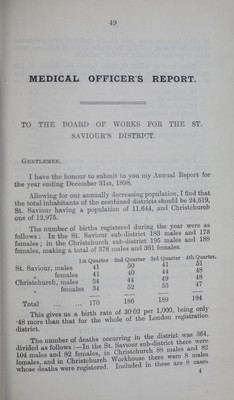 49
MEDICAL OFFICER'S REPORT.
TO THE BOARD OF WORKS FOR THE ST.
SAVIOUR'S DISTRICT.
GENTLEMEN,
I have the honour to submit to you my Annual Report for
the year ending December 31st, 1898.
Allowing for our annually decreasing population, I find that
the total inhabitants of the combined districts should be 24,619,
St. Saviour having a population of 11,644, and Christchurch
one of 12,975.
The number of births registered during the year were as
follows: In the St. Saviour sub-district 183 males and 173
females; in the Christchurch sub-district 195 males and 188
females, making a total of 378 males and 361 females.
1st Quarter 2nd Quarter 3rd Quarter 4th Quarter.
St. Saviour, males 41 50 41 51
„ females 41 40 44 48
Christchurch, males 54 44 49 48
„ females 34 52 55 47
Total ... ... 170 186 189 194
This gives us a birth rate of 30·02 per 1,000, being only
·48 more than that for the whole of the London registration
district.
The number of deaths occurring in the district was 364,
divided as follows:—In the St. Saviour sub-district there were
104 males and 82 females, in Christchurch 88 males and 82
females, and in Christchurch Workhouse there were 8 males
whose deaths were registered. Included in these are 8 cases
4